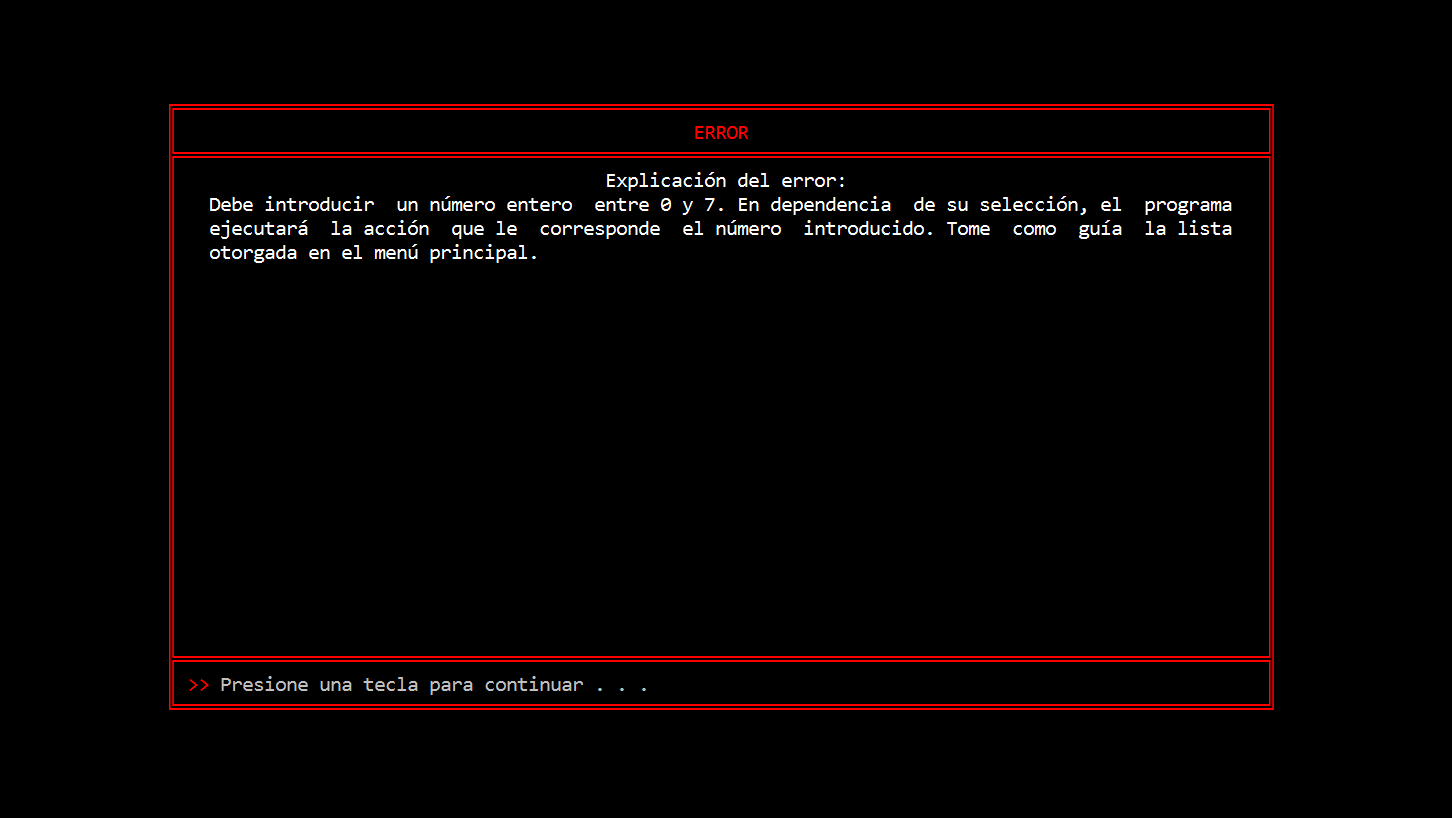 ERROR
Explicación del error:
Debe introducir  un número entero  entre 0 y 7. En dependencia  de su selección, el  programa
ejecutará  la acción  que le  corresponde  el número  introducido. Tome  como  guía  la lista
otorgada en el menú principal.
>> Presione una tecla para continuar . . .